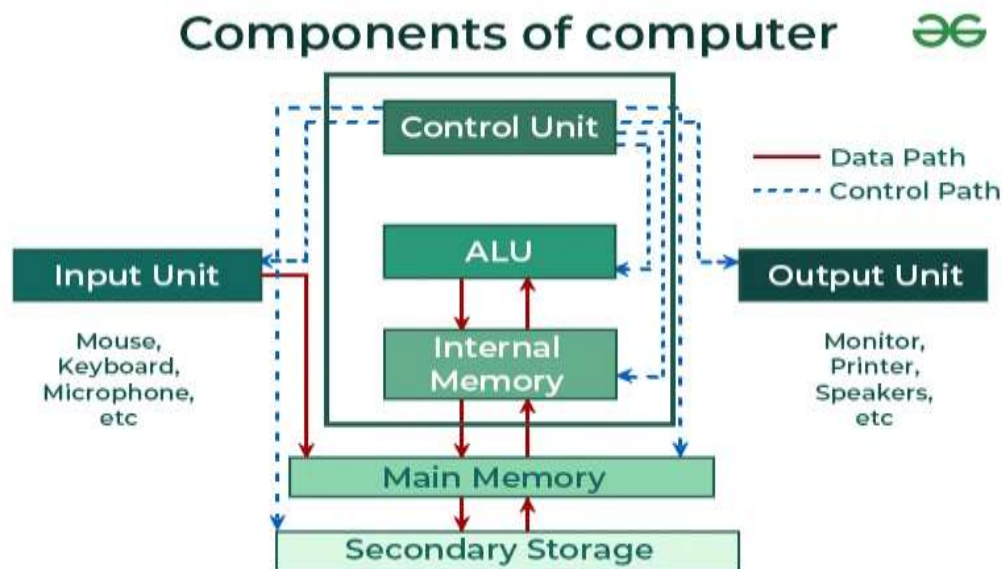 Components of computer
Control Unit
Data Path
Control Path
ALU
Input Unit
Output Unit
Mouse,
Keyboard,
Microphone,
etc
Internal
Memory
Monitor,
Printer,
Speakers,
etc
Main Memory
Secondary Storage